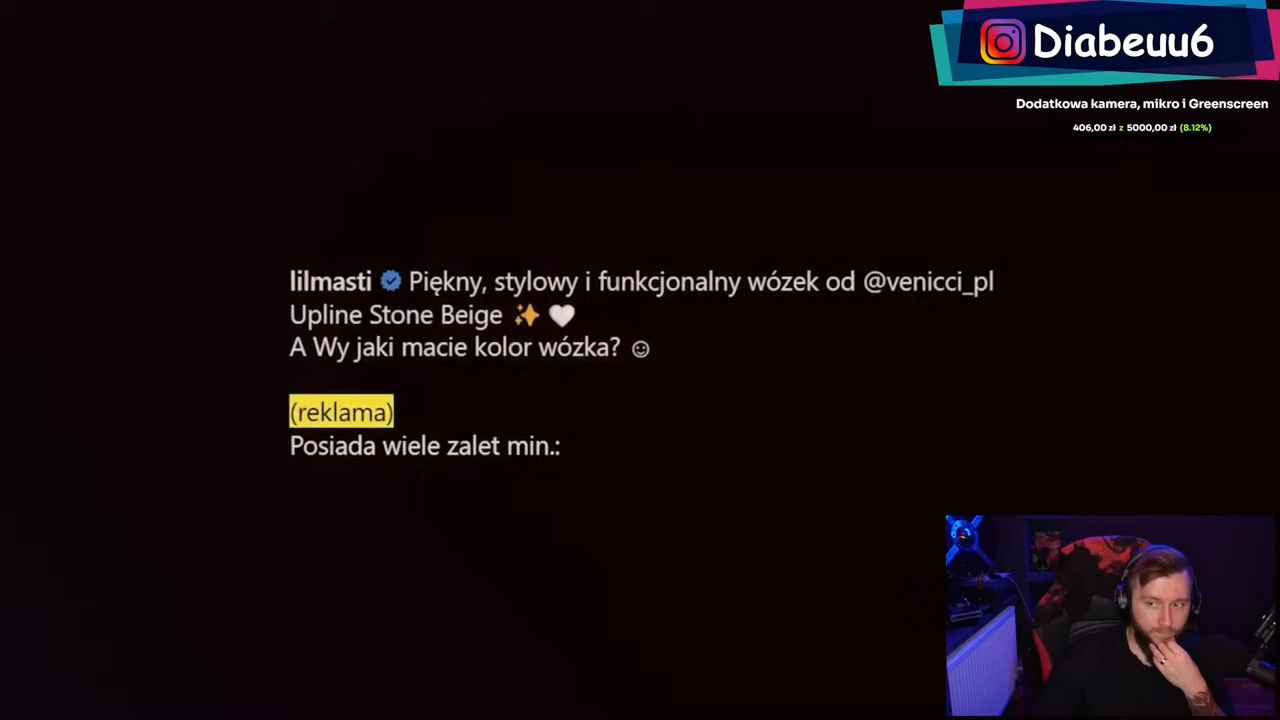 Diabeuu6
Dodatkowa kamera, mikro i Greenscreen
406,00 zł z 5000,00 zł (8.12%)
lilmasti Piękny, stylowy i funkcjonalny wózek od @venicci_pl
Upline Stone Beige ✨ 🤍
A Wy jaki macie kolor wózka? ☺
(reklama)
Posiada wiele zalet min.: